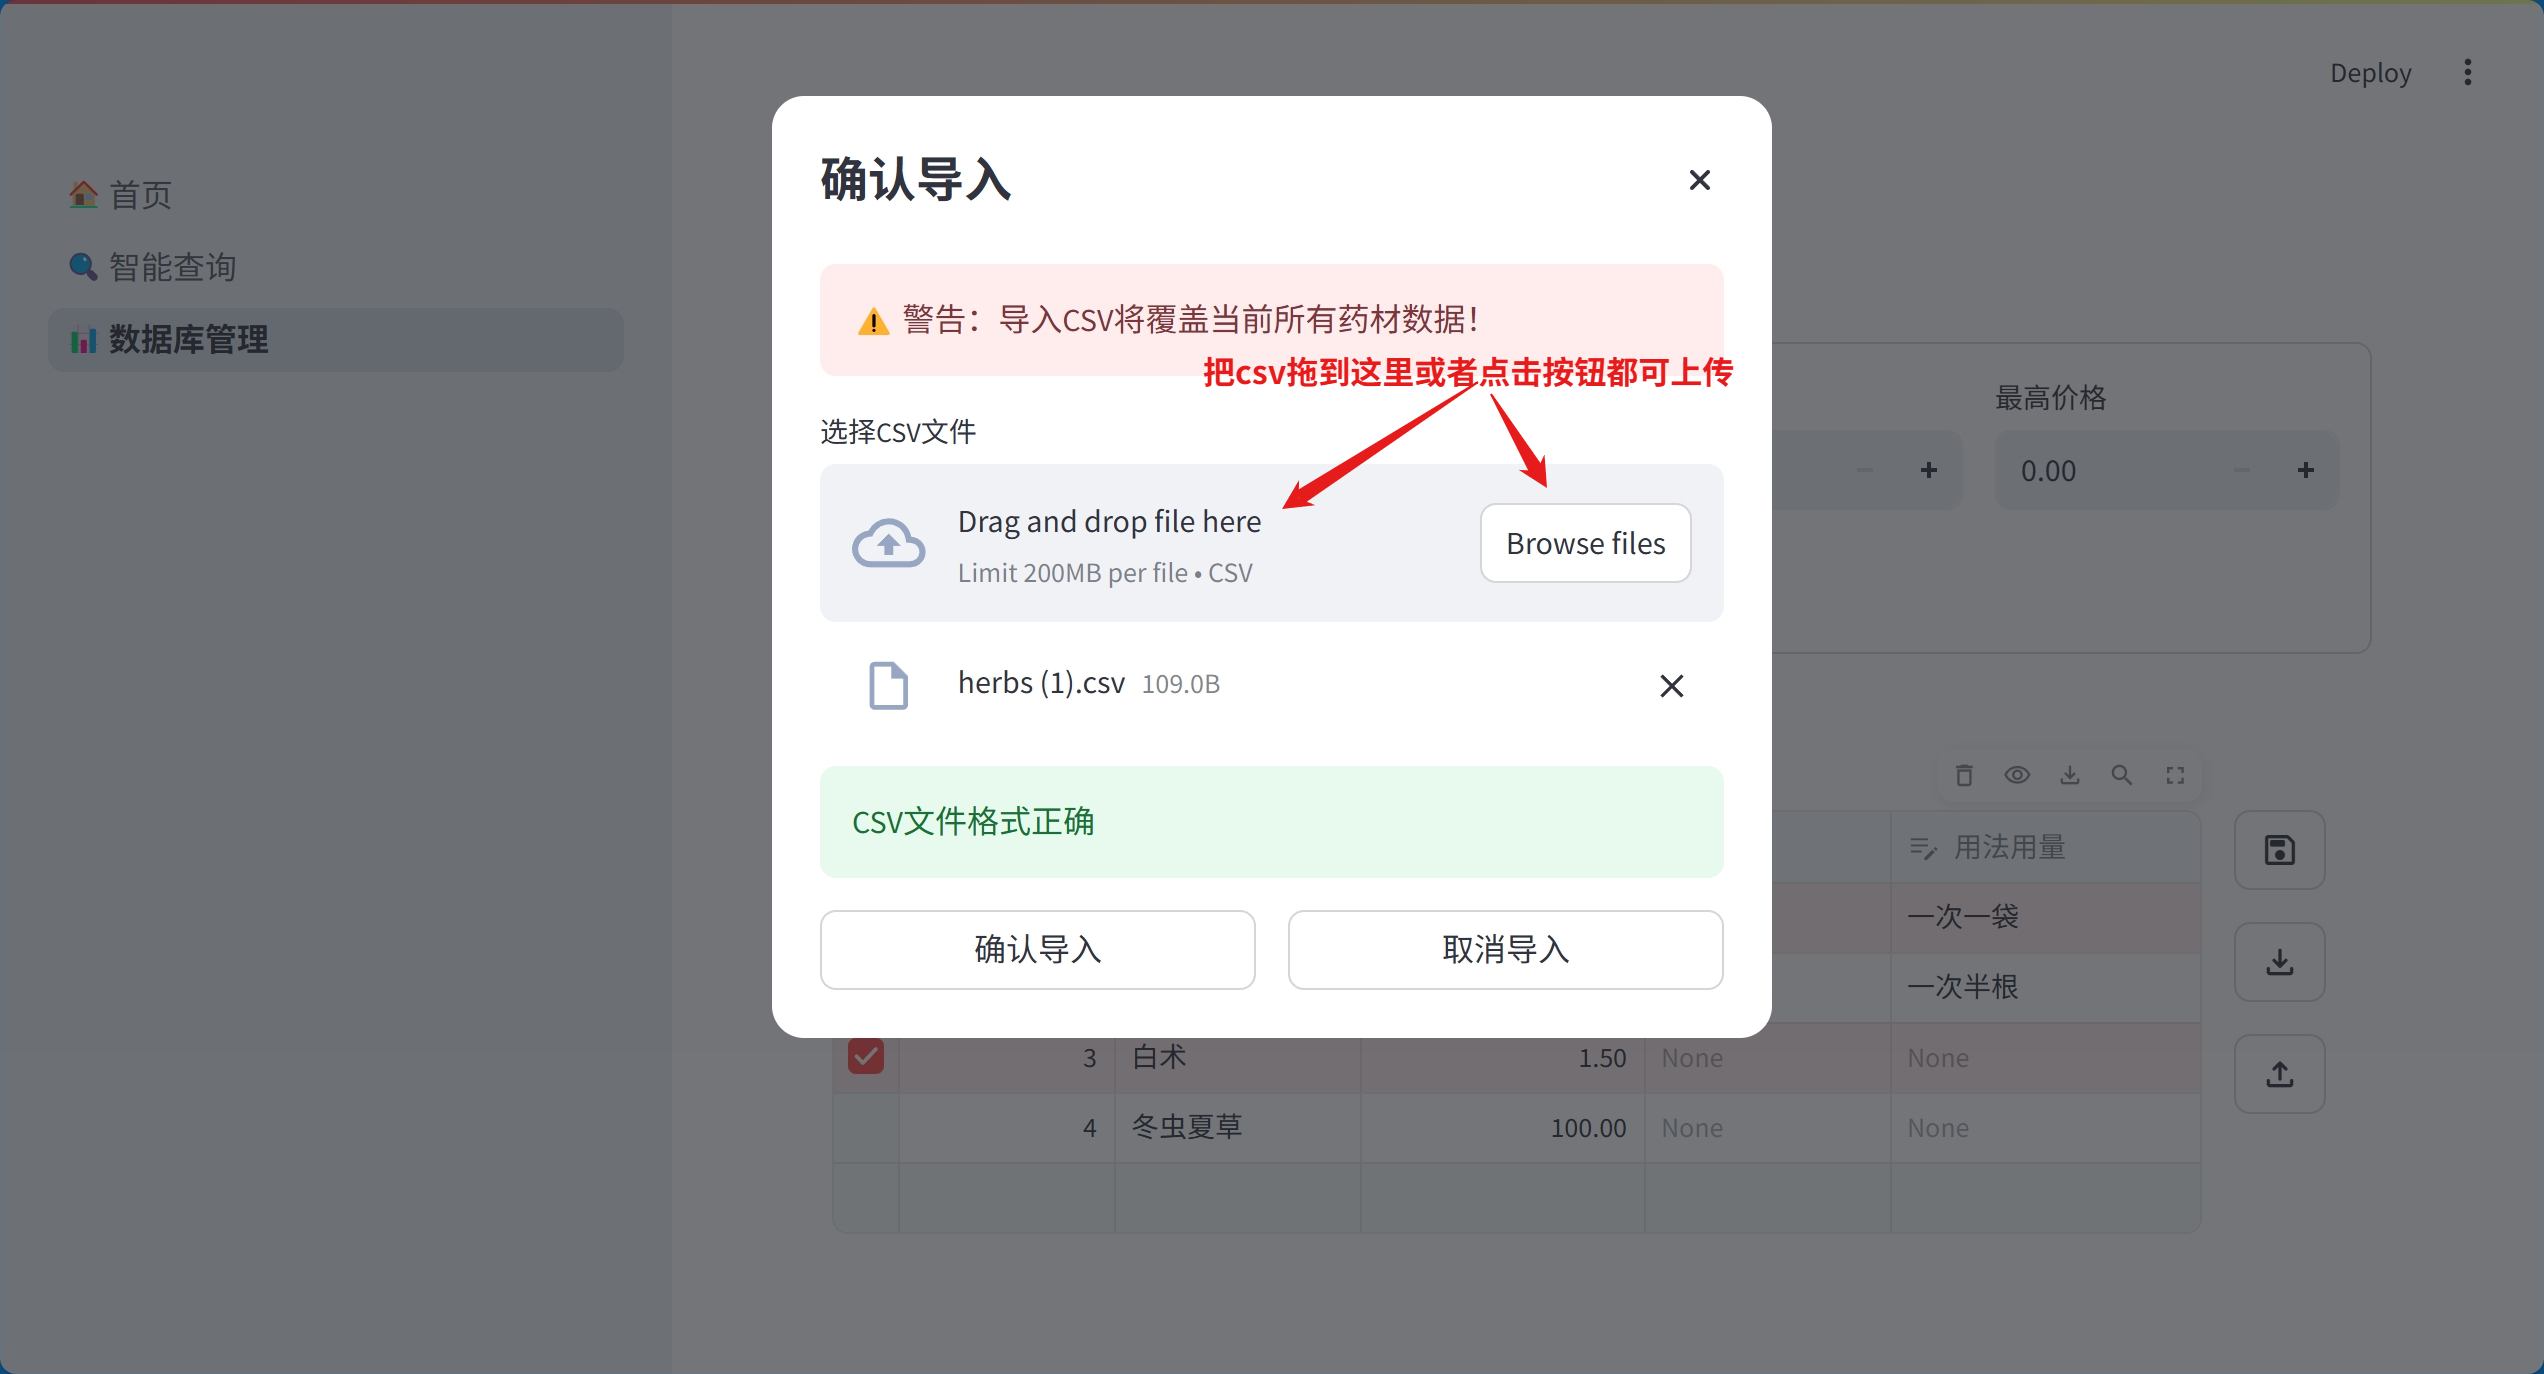 Deploy
首页
智能查询
数据库管理
确认导入
警告：导入CSV将覆盖当前所有药材数据！
把csv拖到这里或者点击按钮都可上传
选择CSV文件
Drag and drop file here
Limit 200MB per file • CSV
Browse files
herbs (1).csv 109.0B
CSV文件格式正确
确认导入
取消导入
最高价格
0.00
用法用量
一次一袋
一次半根
3 白术 1.50 None None
4 冬虫夏草 100.00 None None